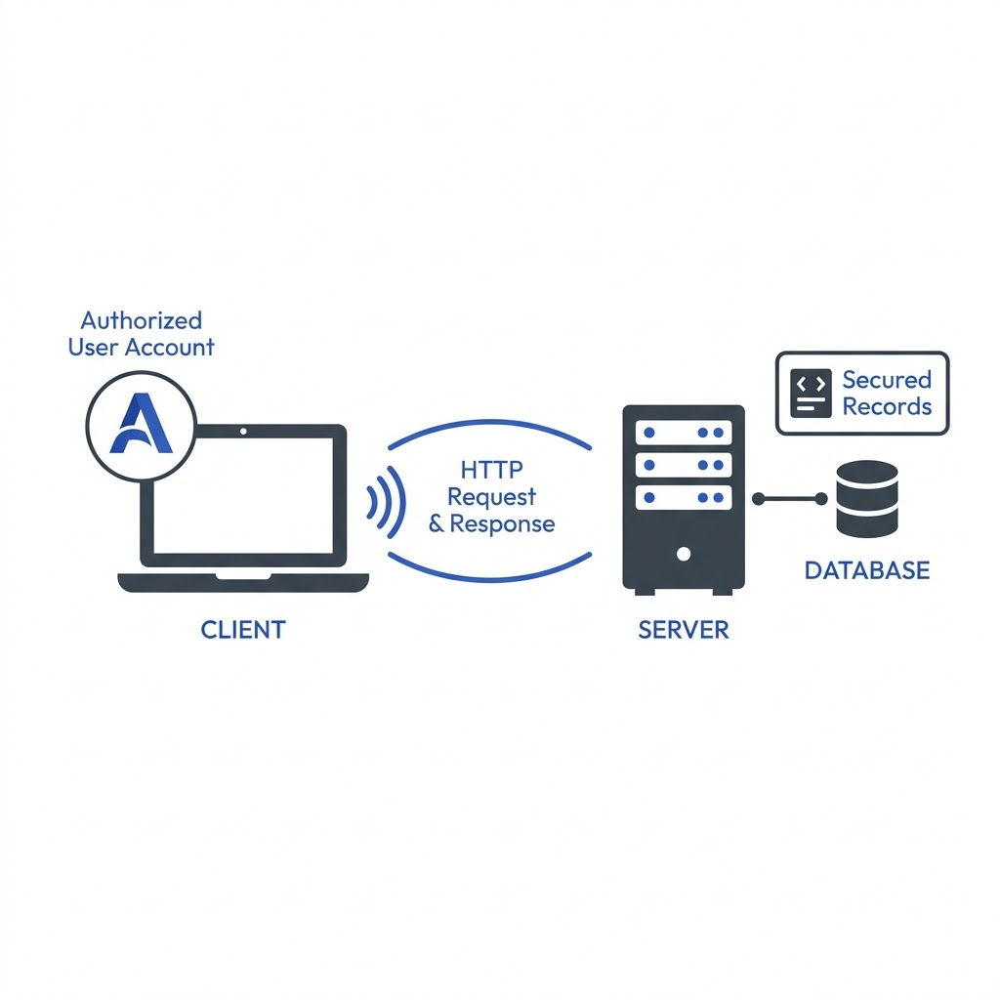 Authorized
User Account
A
HTTP
Request
& Response
< >
Secured
Records
CLIENT
SERVER
DATABASE